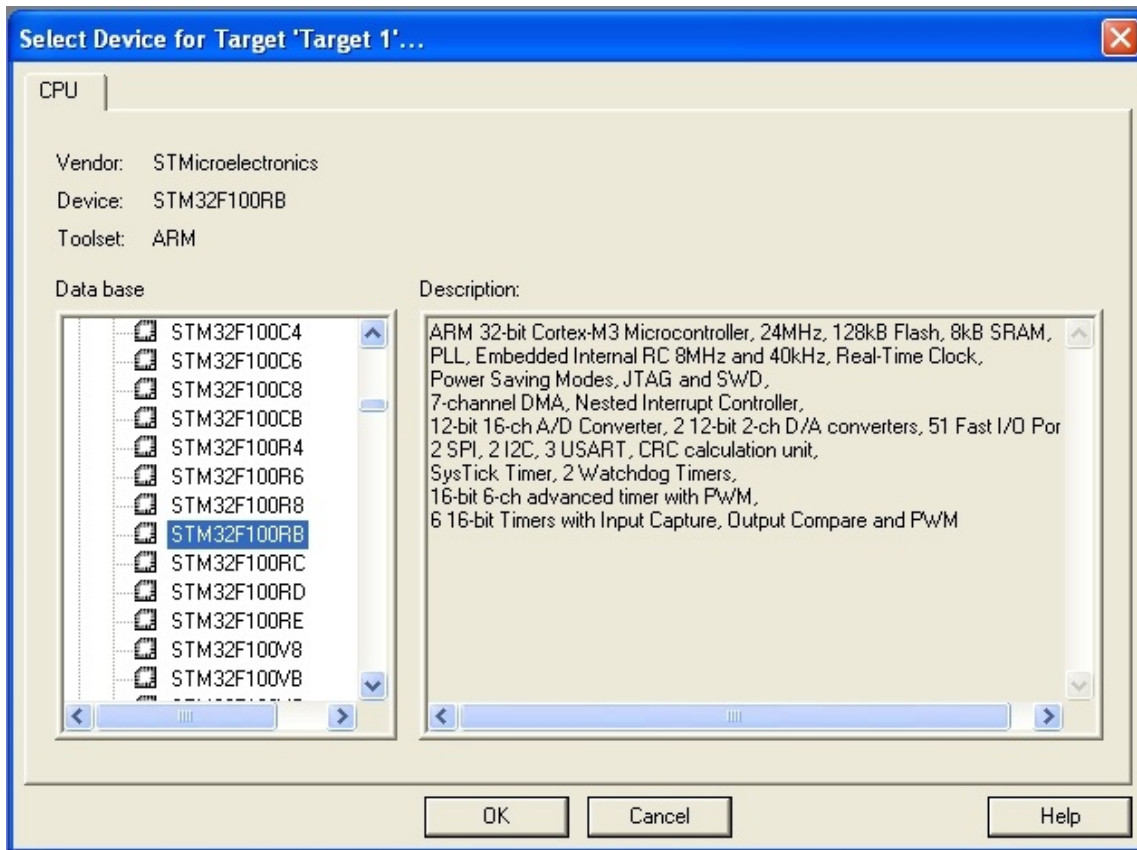 Select Device for Target 'Target 1'...
CPU
Vendor: STMicroelectronics
Device: STM32F100RB
Toolset: ARM
Data base
STM32F100C4
STM32F100C6
STM32F100C8
STM32F100CB
STM32F100R4
STM32F100R6
STM32F100R8
STM32F100RB
STM32F100RC
STM32F100RD
STM32F100RE
STM32F100V8
STM32F100VB
Description:
ARM 32-bit Cortex-M3 Microcontroller, 24MHz, 128kB Flash, 8kB SRAM,
PLL, Embedded Internal RC 8MHz and 40kHz, Real-Time Clock,
Power Saving Modes, JTAG and SWD,
7-channel DMA, Nested Interrupt Controller,
12-bit 16-ch A/D Converter, 2 12-bit 2-ch D/A converters, 51 Fast I/O Por
2 SPI, 2 I2C, 3 USART, CRC calculation unit,
SysTick Timer, 2 Watchdog Timers,
16-bit 6-ch advanced timer with PWM,
6 16-bit Timers with Input Capture, Output Compare and PWM
OK Cancel Help